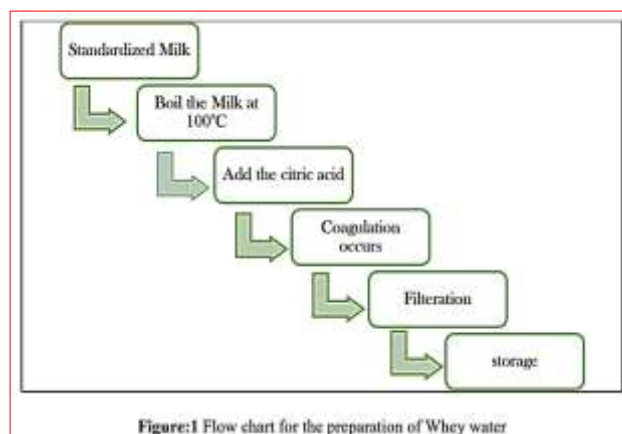 Standardized Milk
Boil the Milk at
100°C
Add the citric acid
Coagulation
occurs
Filteration
storage
Figure:1 Flow chart for the preparation of Whey water